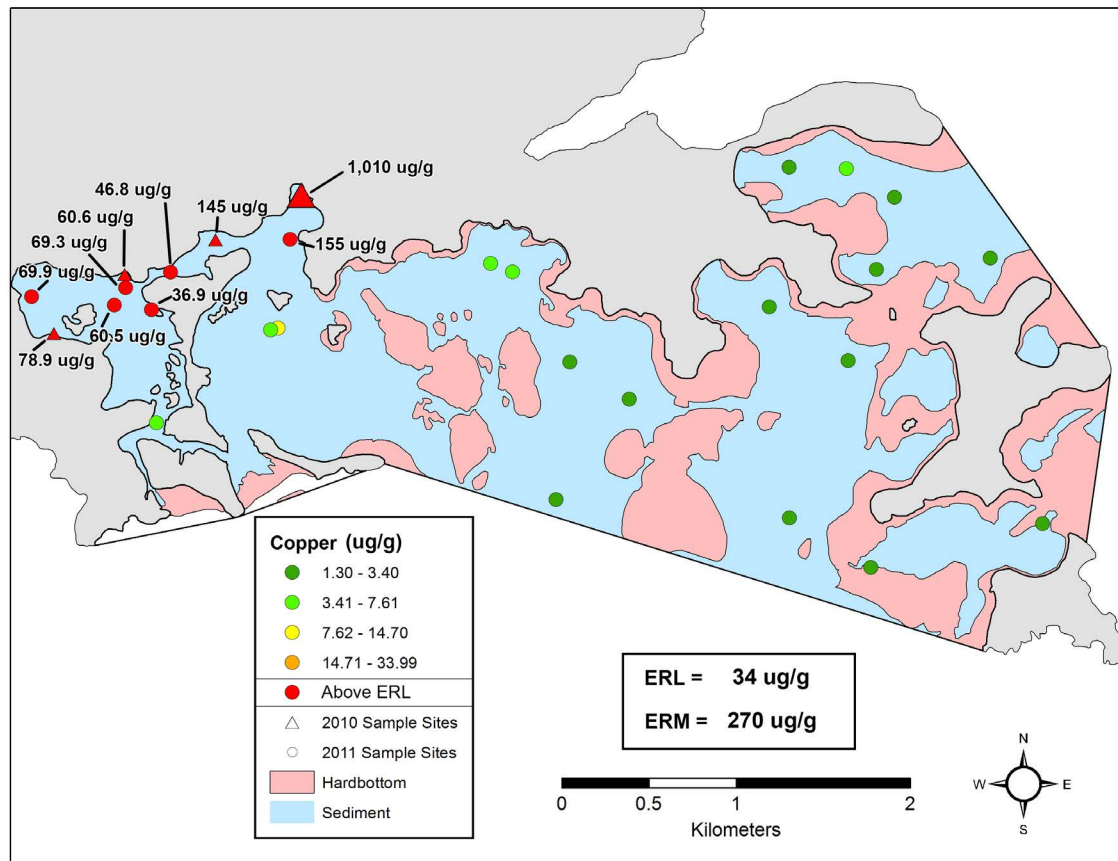 1,010 ug/g
46.8 ug/g
145 ug/g
60.6 ug/g
155 ug/g
69.3 ug/g
69.9 ug/g
36.9 ug/g
60.5 ug/g
78.9 ug/g
Copper (ug/g)
1.30 - 3.40
3.41 - 7.61
7.62 - 14.70
14.71 - 33.99
Above ERL
2010 Sample Sites
2011 Sample Sites
Hardbottom
Sediment
ERL = 34 ug/g
ERM = 270 ug/g
0 0.5 1 2
Kilometers
N
W E
S